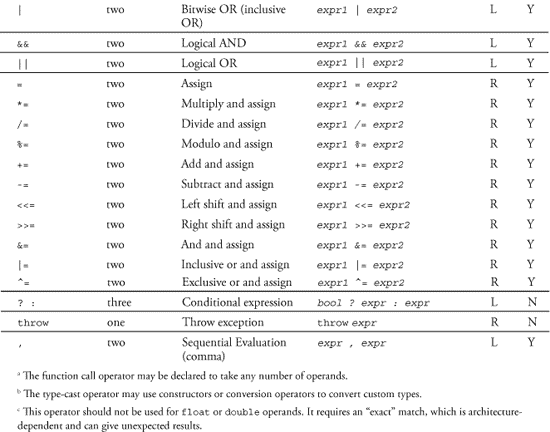 | two Bitwise OR (inclusive expr1 | expr2 L Y
OR)
&& two Logical AND expr1 && expr2 L Y
|| two Logical OR expr1 || expr2 L Y
= two Assign expr1 = expr2 R Y
*= two Multiply and assign expr1 *= expr2 R Y
/= two Divide and assign expr1 /= expr2 R Y
%= two Modulo and assign expr1 %= expr2 R Y
+= two Add and assign expr1 += expr2 R Y
-= two Subtract and assign expr1 -= expr2 R Y
<<= two Left shift and assign expr1 <<= expr2 R Y
>>= two Right shift and assign expr1 >>= expr2 R Y
&= two And and assign expr1 &= expr2 R Y
|= two Inclusive or and assign expr1 |= expr2 R Y
^= two Exclusive or and assign expr1 ^= expr2 R Y
? : three Conditional expression bool ? expr : expr L N
throw one Throw exception throw expr R N
, two Sequential Evaluation expr , expr L Y
(comma)
a The function call operator may be declared to take any number of operands.
b The type-cast operator may use constructors or conversion operators to convert custom types.
c This operator should not be used for float or double operands. It requires an “exact” match, which is architecture-
dependent and can give unexpected results.